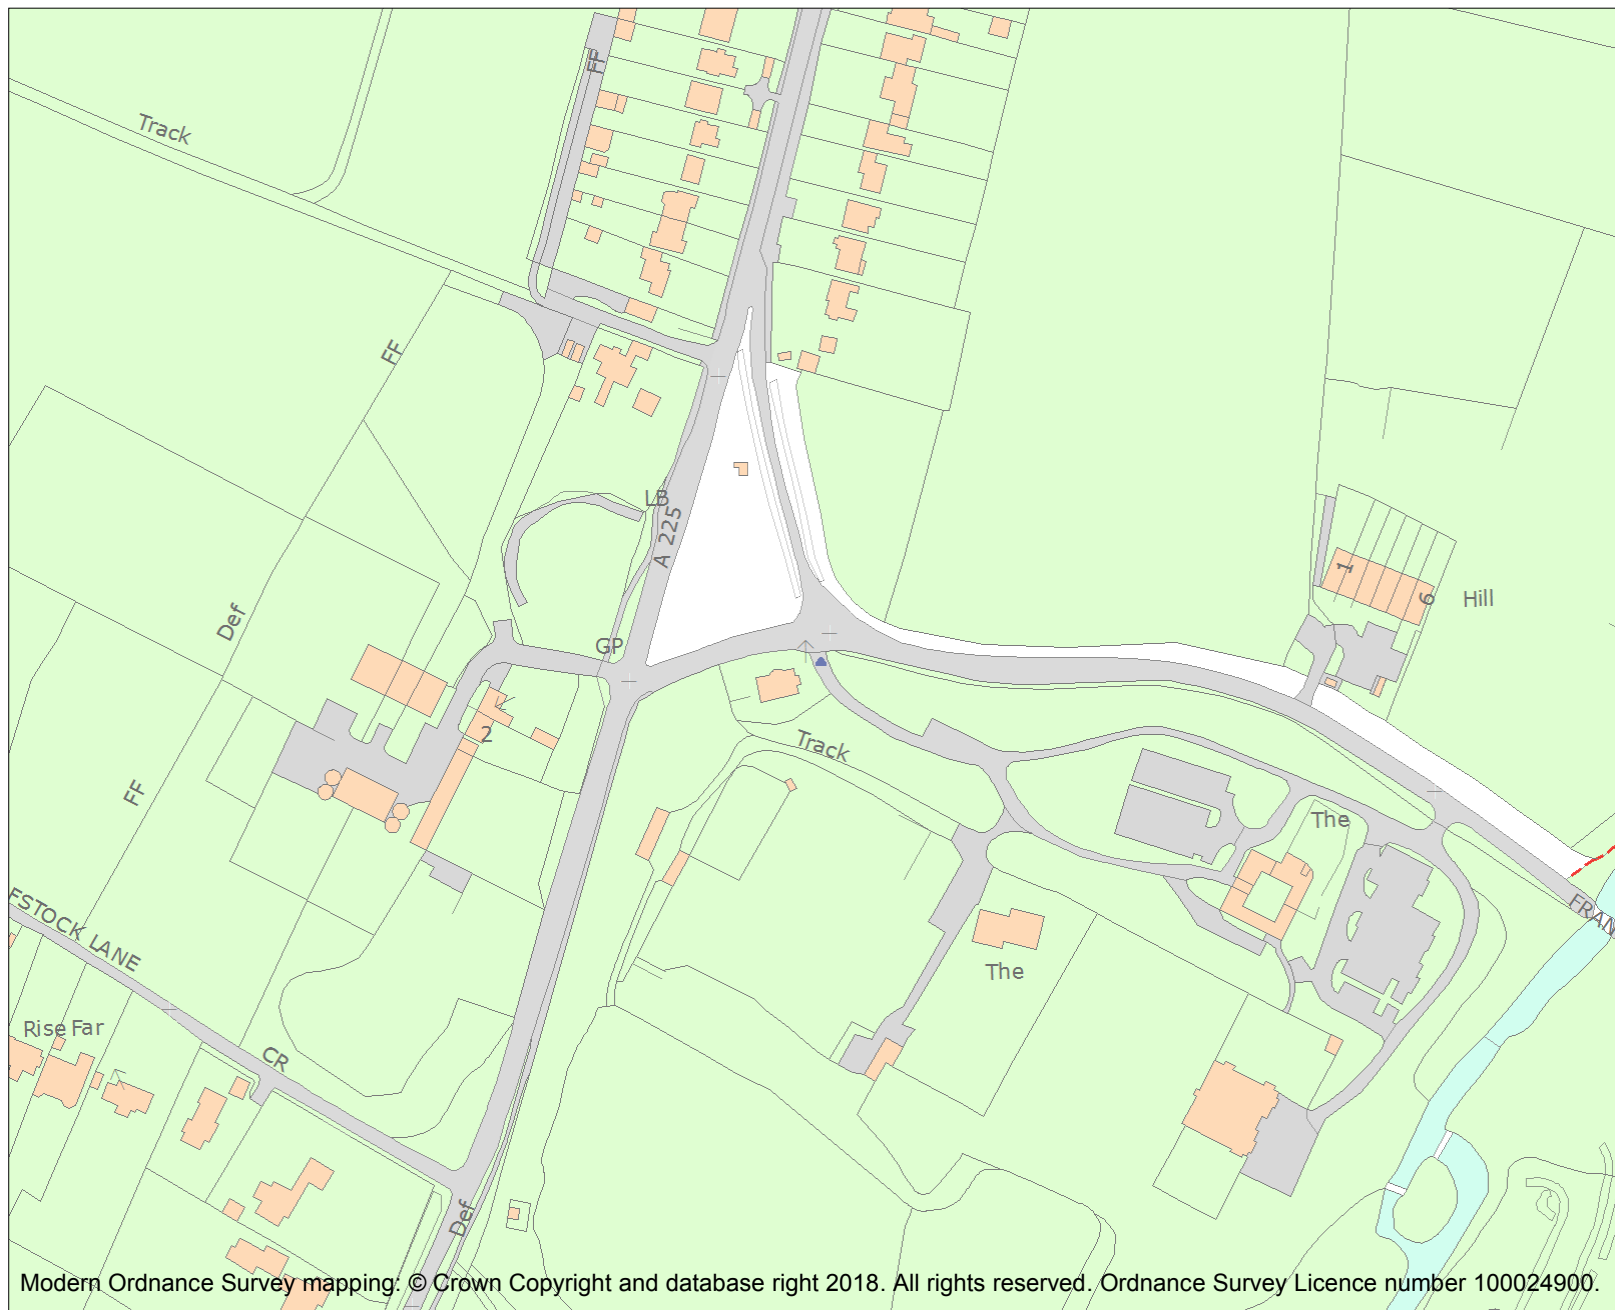 FF
Track
FF
LB
A 225
1
6
Hill
Def
GP
2
Track
FF
The
FSTOCK LANE
FRAN
The
Rise Far
CR
Def
Modern Ordnance Survey mapping: © Crown Copyright and database right 2018. All rights reserved. Ordnance Survey Licence number 100024900.